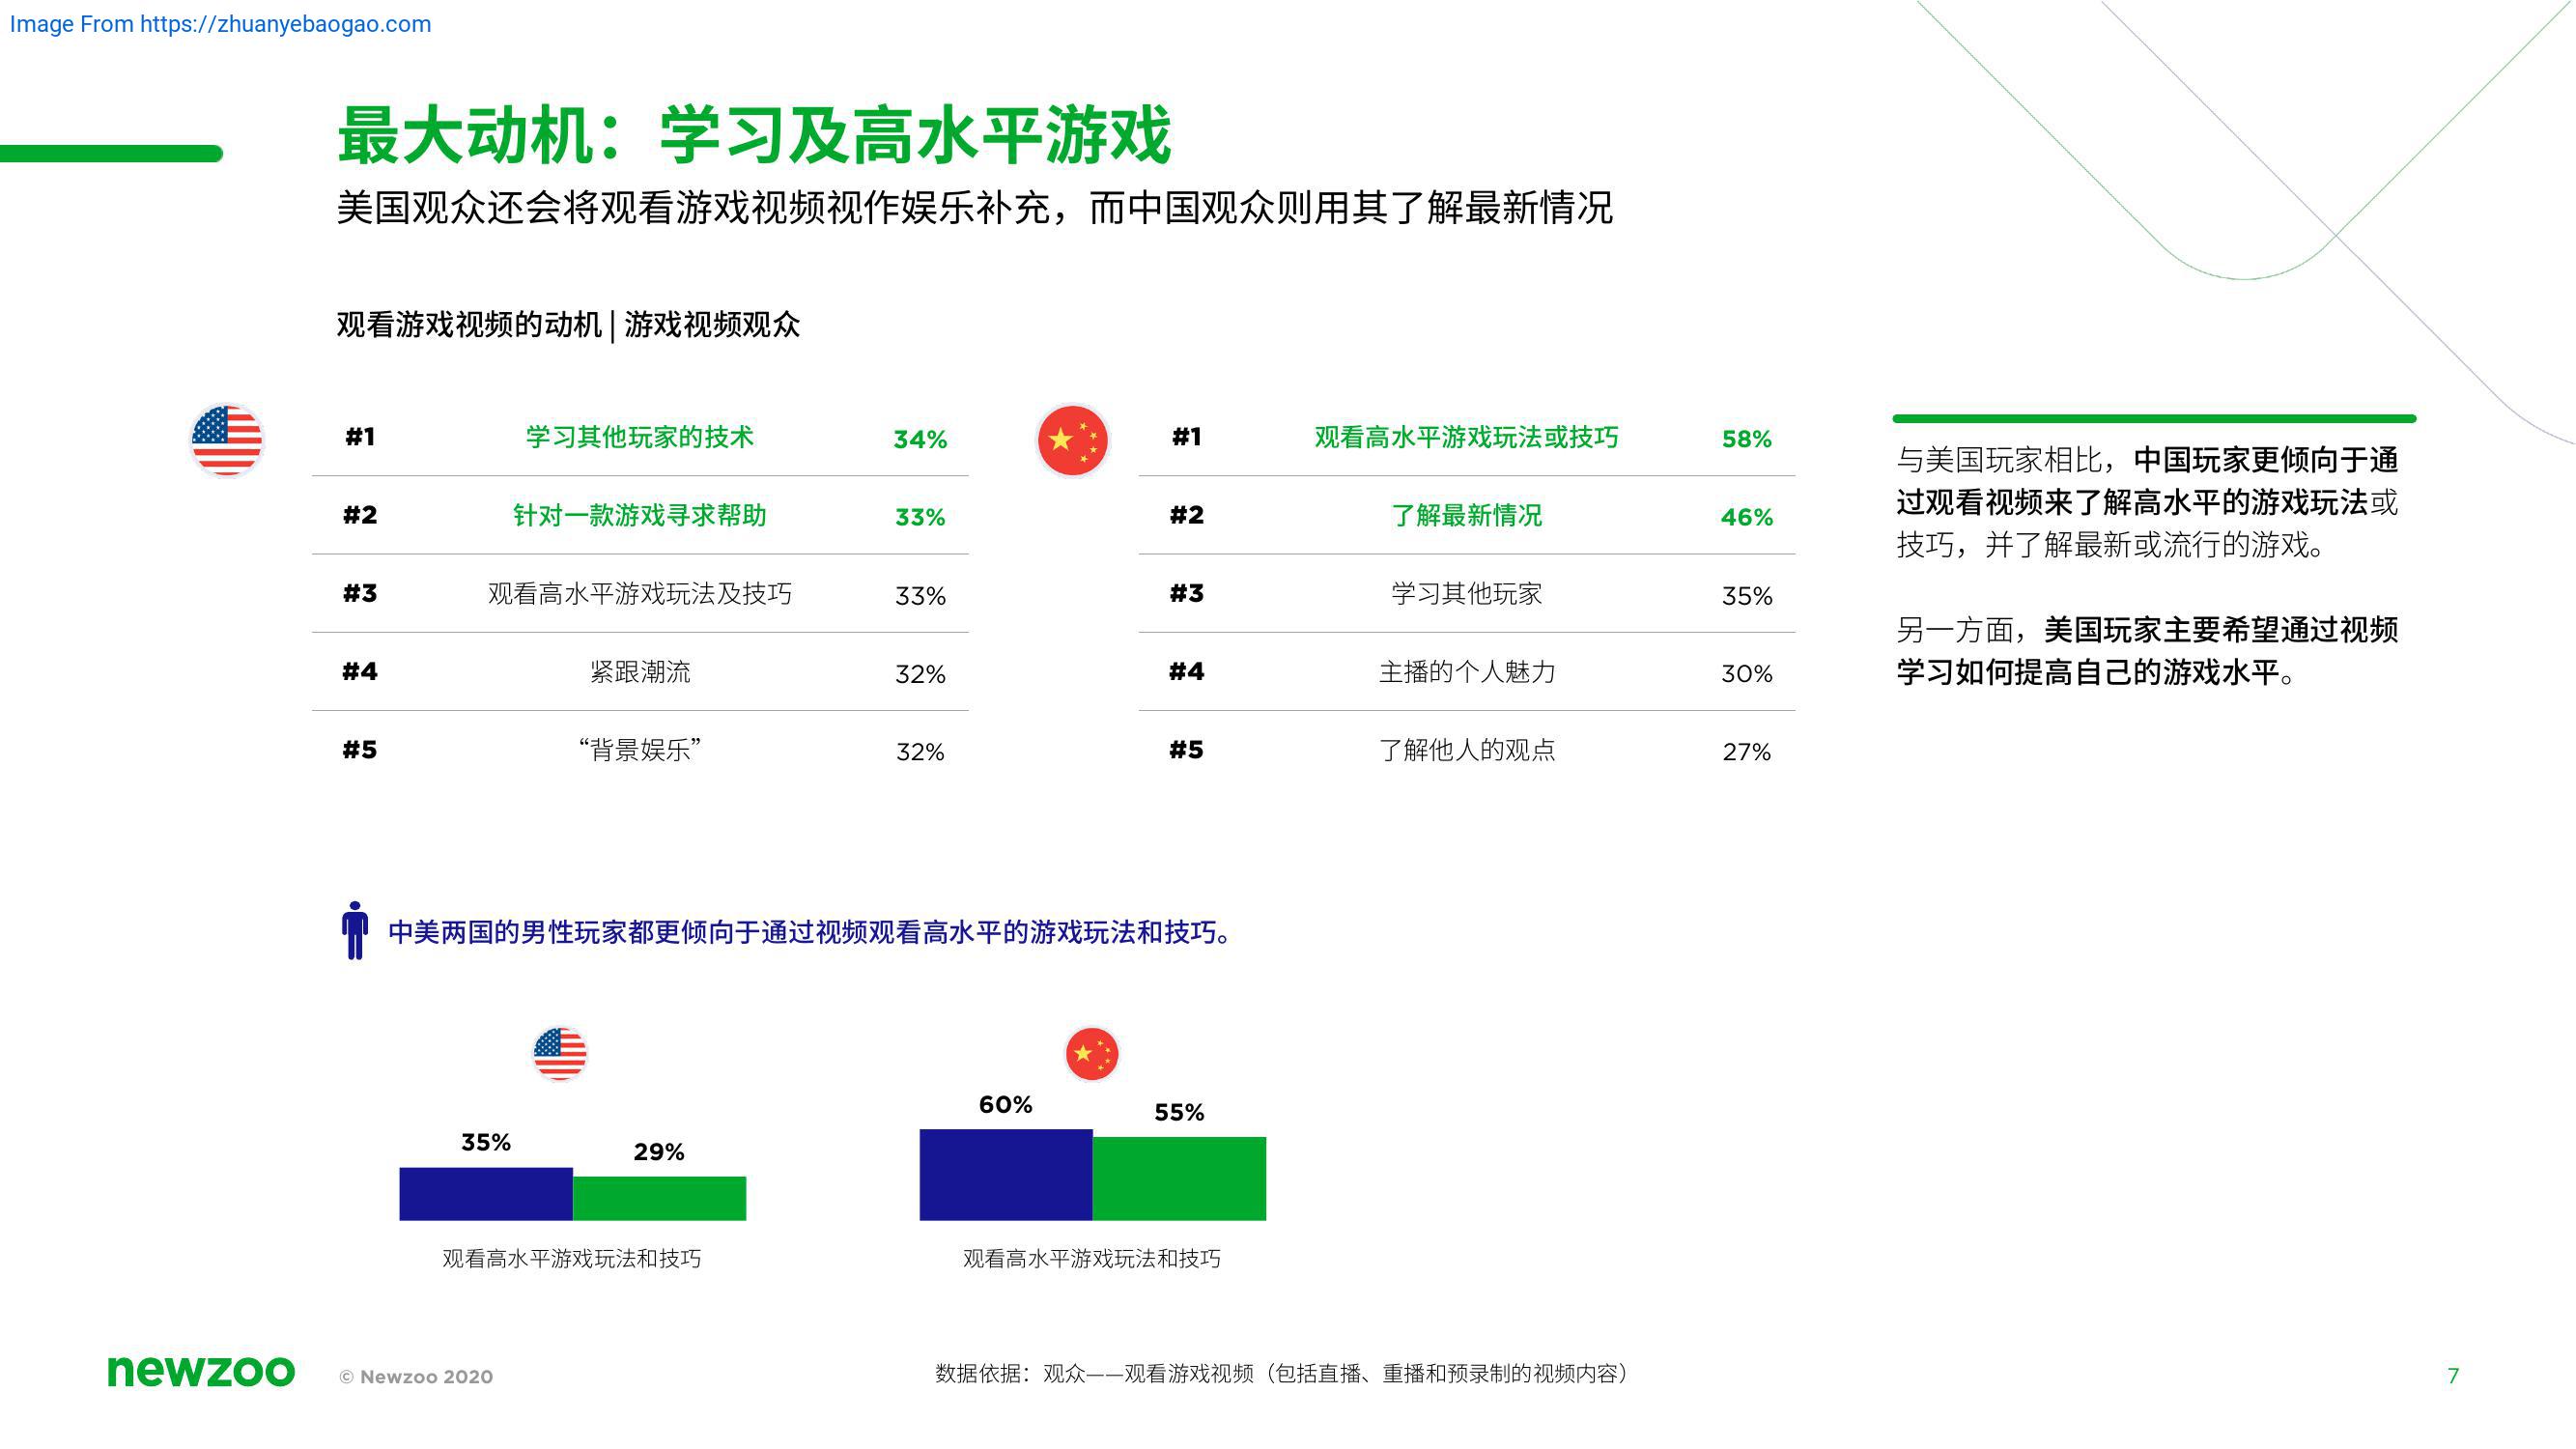 Image From https://zhuanyebaogao.com
最大动机：学习及高水平游戏
美国观众还会将观看游戏视频视作娱乐补充，而中国观众则用其了解最新情况
观看游戏视频的动机 | 游戏视频观众
#1 学习其他玩家的技术 34%
#2 针对一款游戏寻求帮助 33%
#3 观看高水平游戏玩法及技巧 33%
#4 紧跟潮流 32%
#5 “背景娱乐” 32%
#1 观看高水平游戏玩法或技巧 58%
#2 了解最新情况 46%
#3 学习其他玩家 35%
#4 主播的个人魅力 30%
#5 了解他人的观点 27%
与美国玩家相比，中国玩家更倾向于通
过观看视频来了解高水平的游戏玩法或
技巧，并了解最新或流行的游戏。
另一方面，美国玩家主要希望通过视频
学习如何提高自己的游戏水平。
中美两国的男性玩家都更倾向于通过视频观看高水平的游戏玩法和技巧。
35% 29%
观看高水平游戏玩法和技巧
60% 55%
观看高水平游戏玩法和技巧
newzoo
© Newzoo 2020
数据依据：观众——观看游戏视频（包括直播、重播和预录制的视频内容）
7